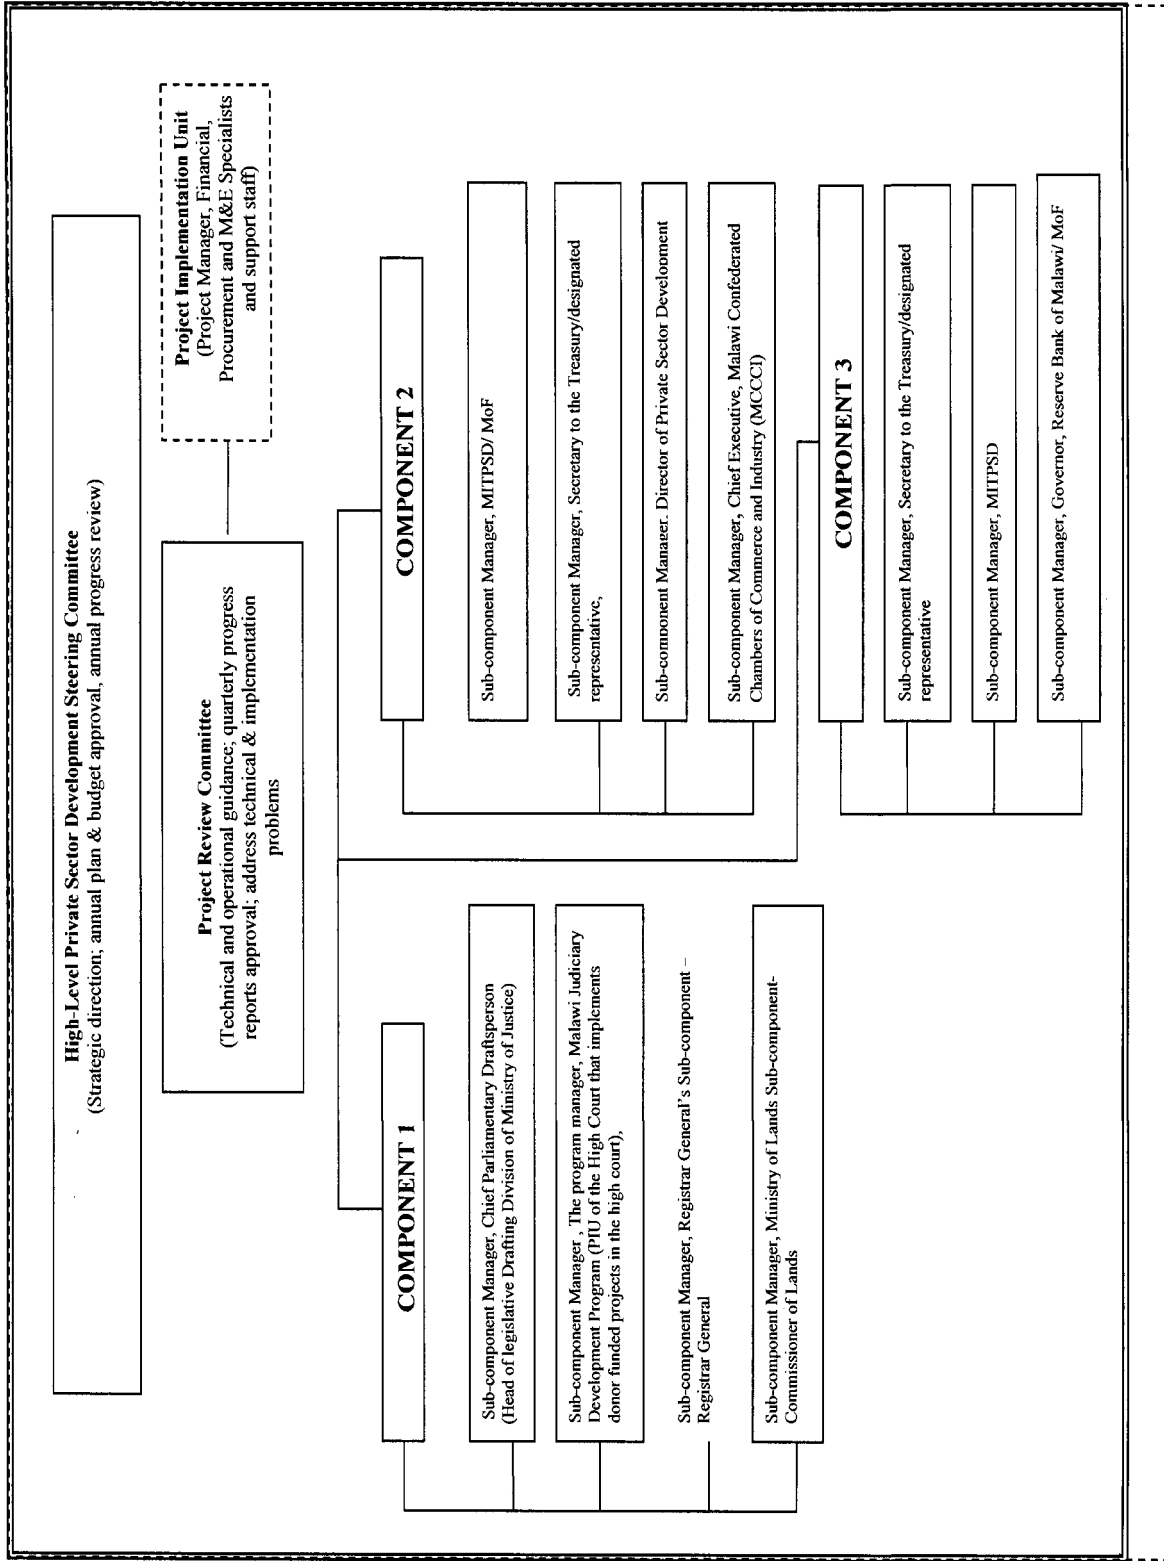 High-Level Private Sector Development Steering Committee
(Strategic direction; annual plan & budget approval, annual progress review)
Project Review Committee
(Technical and operational guidance; quarterly progress
reports approval; address technical & implementation
problems
Project Implementation Unit
(Project Manager, Financial,
Procurement and M&E Specialists
and support staff)
COMPONENT 1
Sub-component Manager, Chief Parliamentary Draftsperson
(Head of legislative Drafting Division of Ministry of Justice)
Sub-component Manager , The program manager, Malawi Judiciary
Development Program (PIU of the High Court that implements
donor funded projects in the high court),
Sub-component Manager, Registrar General's Sub-component –
Registrar General
Sub-component Manager, Ministry of Lands Sub-component-
Commissioner of Lands
COMPONENT 2
Sub-component Manager, MITPSD/ MoF
Sub-component Manager, Secretary to the Treasury/designated
representative,
Sub-component Manager. Director of Private Sector Development
Sub-component Manager, Chief Executive, Malawi Confederated
Chambers of Commerce and Industry (MCCCI)
COMPONENT 3
Sub-component Manager, Secretary to the Treasury/designated
representative
Sub-component Manager, MITPSD
Sub-component Manager, Governor, Reserve Bank of Malawi/ MoF